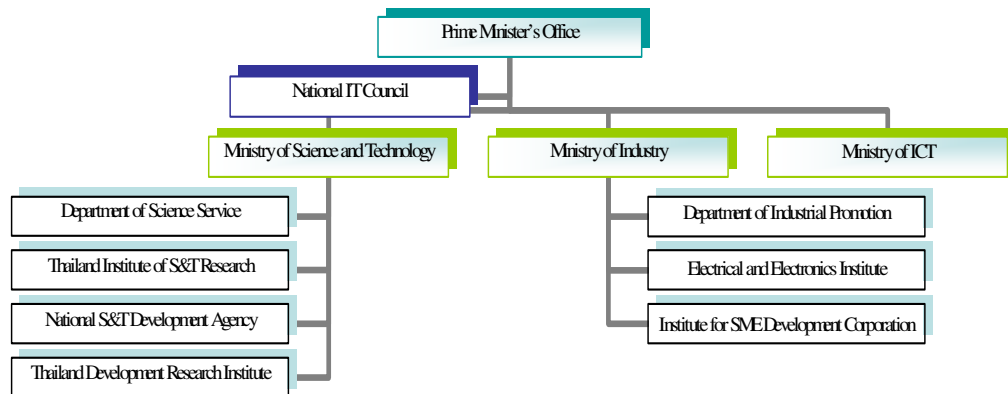 Prime Minister's Office
National IT Council
Ministry of Science and Technology
Ministry of Industry
Ministry of ICT
Department of Science Service
Thailand Institute of S&T Research
National S&T Development Agency
Thailand Development Research Institute
Department of Industrial Promotion
Electrical and Electronics Institute
Institute for SME Development Corporation